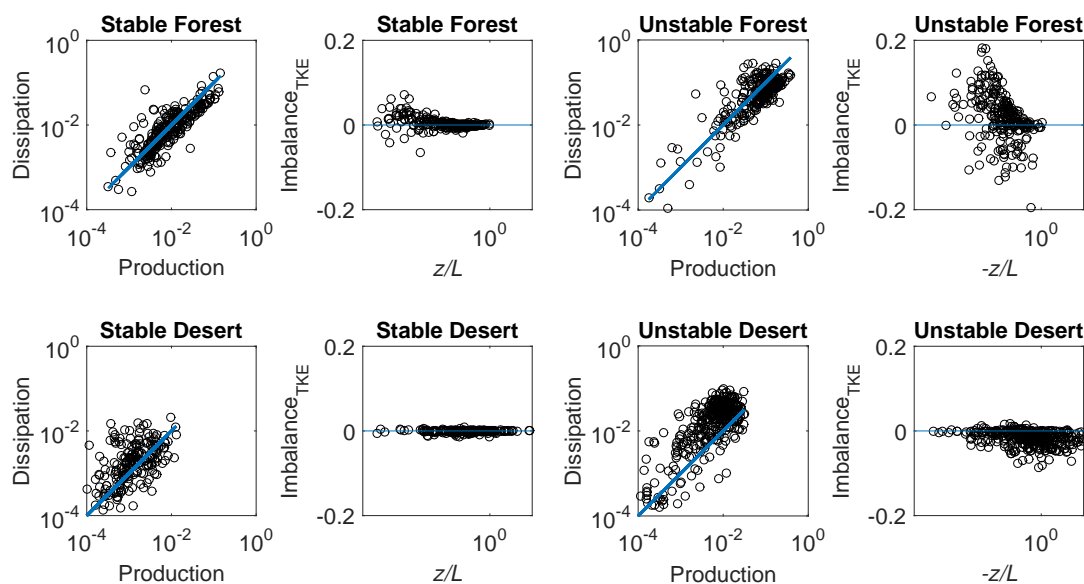 Stable Forest
10^0
10^-2
10^-4
Dissipation
10^-4 10^-2 10^0
Production
Stable Forest
0.2
0
-0.2
Imbalance_TKE
10^0
z/L
Unstable Forest
10^0
10^-2
10^-4
Dissipation
10^-4 10^-2 10^0
Production
Unstable Forest
0.2
0
-0.2
Imbalance_TKE
10^0
-z/L
Stable Desert
10^0
10^-2
10^-4
Dissipation
10^-4 10^-2 10^0
Production
Stable Desert
0.2
0
-0.2
Imbalance_TKE
10^0
z/L
Unstable Desert
10^0
10^-2
10^-4
Dissipation
10^-4 10^-2 10^0
Production
Unstable Desert
0.2
0
-0.2
Imbalance_TKE
10^0
-z/L